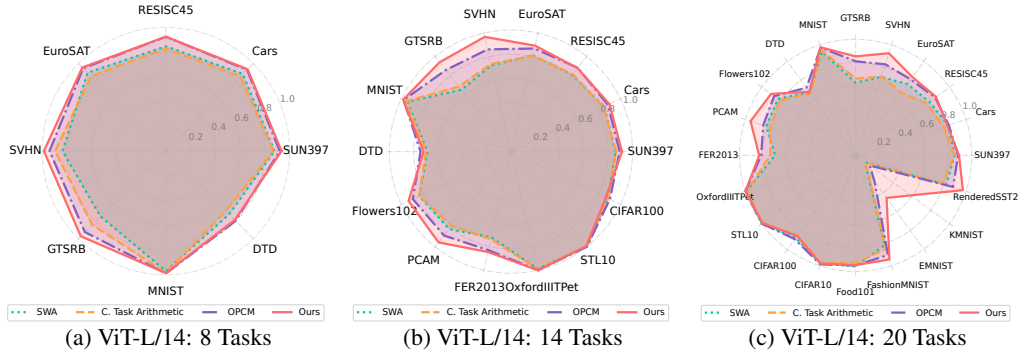 RESISC45
EuroSAT
Cars
SVHN
SUN397
GTSRB
DTD
MNIST
0.2
0.4
0.6
0.8
1.0
SWA
C. Task Arithmetic
OPCM
Ours
(a) ViT-L/14: 8 Tasks
SVHN
EuroSAT
GTSRB
RESISC45
MNIST
Cars
DTD
SUN397
Flowers102
CIFAR100
PCAM
STL10
FER2013
OxfordIIITPet
0.2
0.4
0.6
0.8
1.0
SWA
C. Task Arithmetic
OPCM
Ours
(b) ViT-L/14: 14 Tasks
GTSRB
MNIST
SVHN
DTD
EuroSAT
Flowers102
RESISC45
PCAM
Cars
FER2013
SUN397
OxfordIIITPet
RenderedSST2
STL10
KMNIST
CIFAR100
EMNIST
CIFAR10
FashionMNIST
Food101
0.2
0.4
0.6
0.8
1.0
SWA
C. Task Arithmetic
OPCM
Ours
(c) ViT-L/14: 20 Tasks